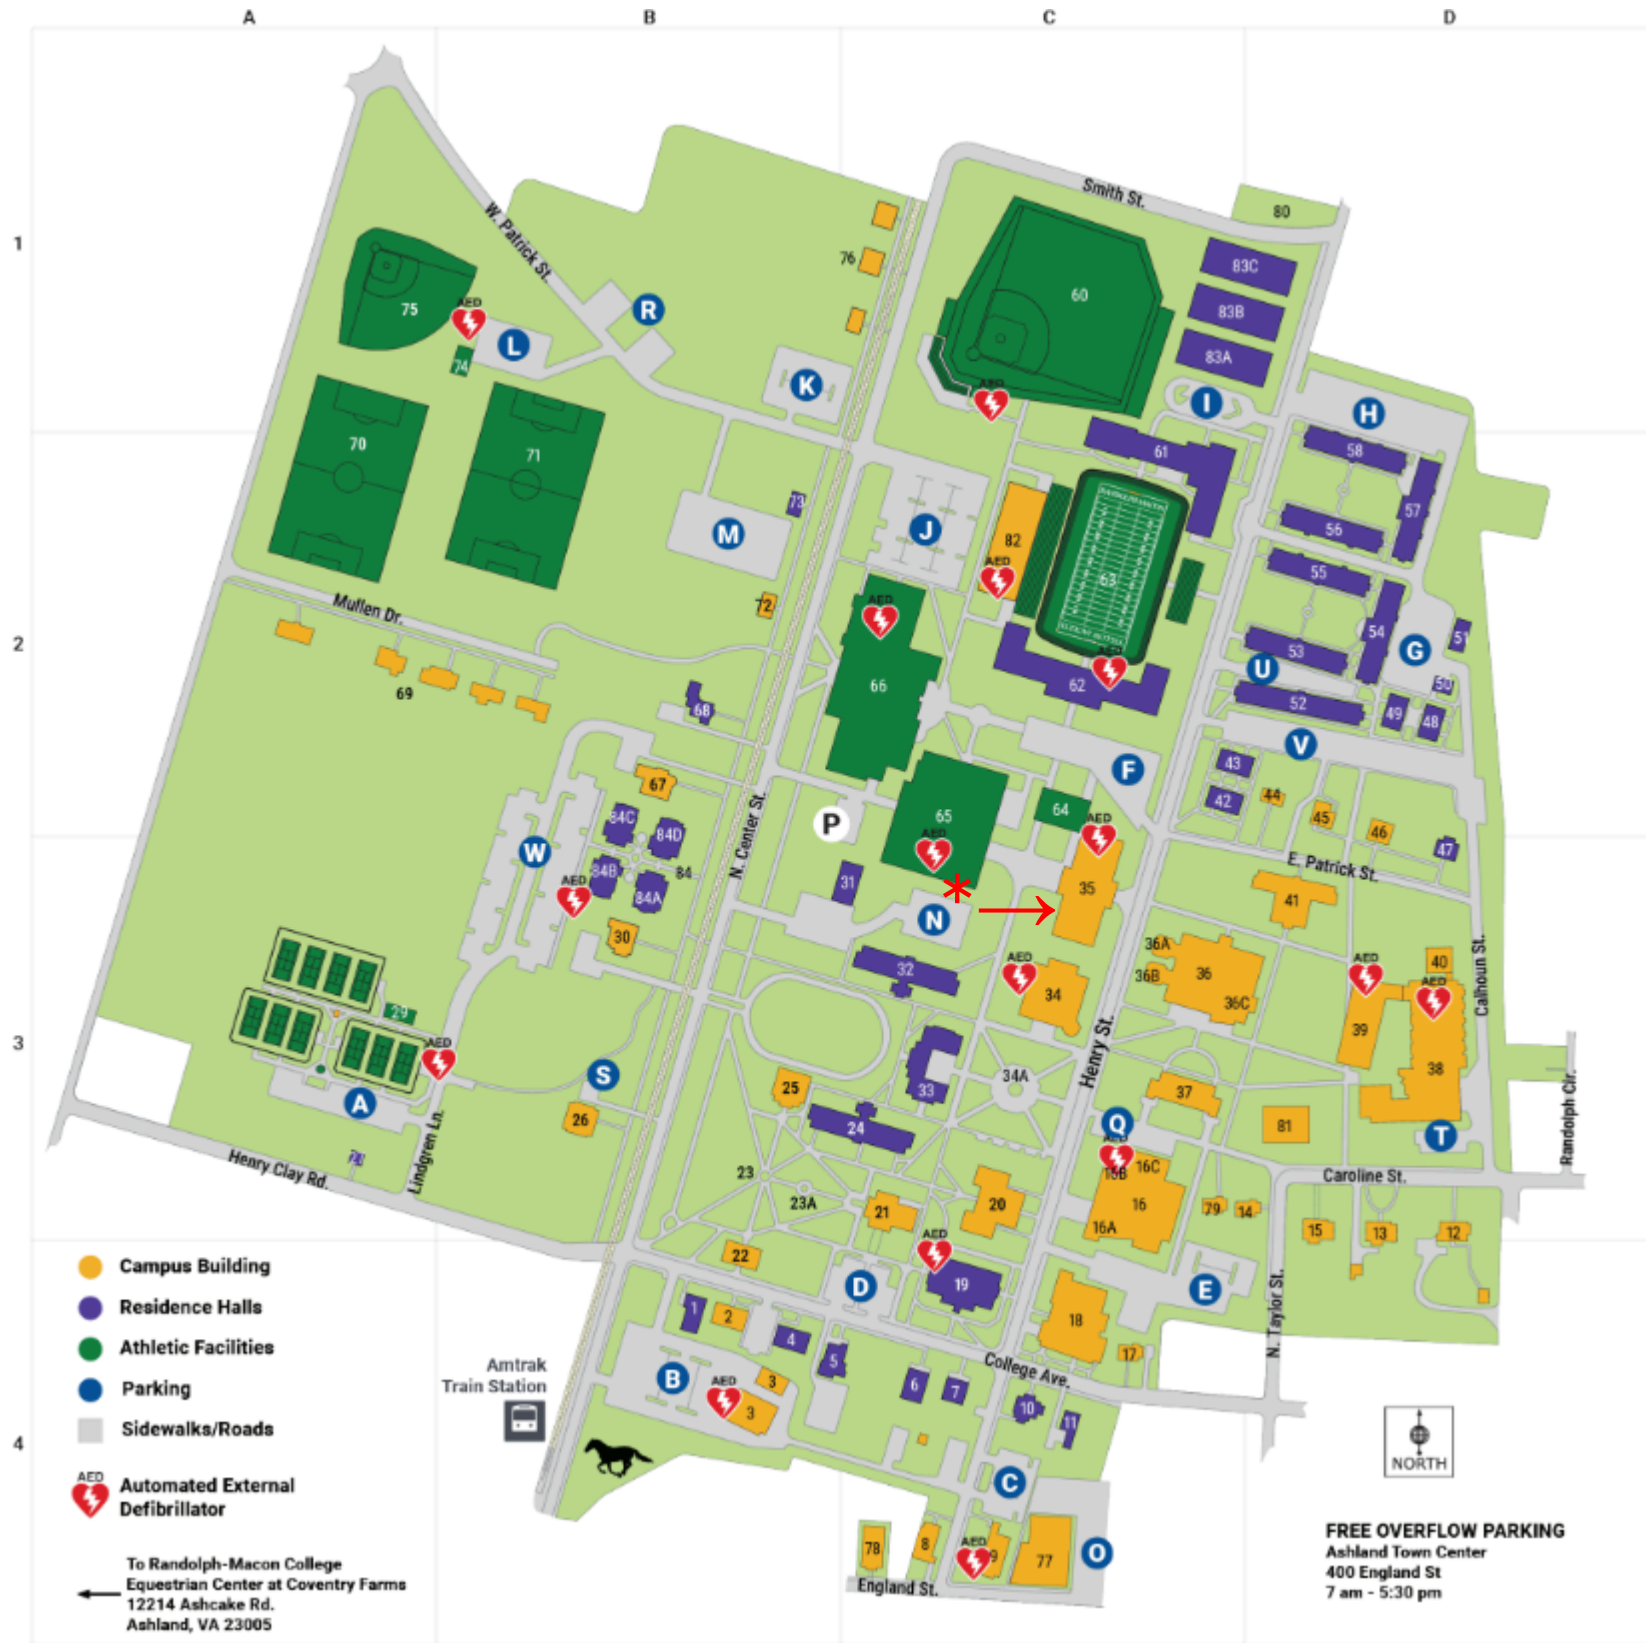 A B C D
1
2
3
4
Smith St.
80
W. Patrick St.
76
83C
83B
83A
60
75
AED
R
L
74
K
AED
I
H
70
71
61
58
57
56
73
M
J
82
AED
63
55
54
51
72
AED
Mullen Dr.
53
U
G
50
66
AED
62
52
49
48
69
68
V
F
43
42
44
45
46
47
67
N. Center St.
P
65
AED
64
AED
84C
84D
84B
84A
84
W
AED
E. Patrick St.
31
35
41
*
N
30
36A
36B
36
36C
AED
AED
40
Calhoun St.
32
AED
34
29
39
38
AED
Henry St.
S
33
34A
A
25
37
Randolph Cir.
26
24
Q
AED
81
T
Lindgren Ln.
Henry Clay Rd.
16B
16C
Caroline St.
23
23A
20
16
79
14
21
16A
15
13
12
AED
22
D
19
E
1
2
18
N. Taylor St.
4
5
17
College Ave.
B
AED
3
3
6
7
10
11
C
78
8
AED
9
77
O
England St.
Campus Building
Residence Halls
Athletic Facilities
Parking
Sidewalks/Roads
AED
Automated External
Defibrillator
To Randolph-Macon College
Equestrian Center at Coventry Farms
12214 Ashcake Rd.
Ashland, VA 23005
Amtrak
Train Station
NORTH
FREE OVERFLOW PARKING
Ashland Town Center
400 England St
7 am - 5:30 pm